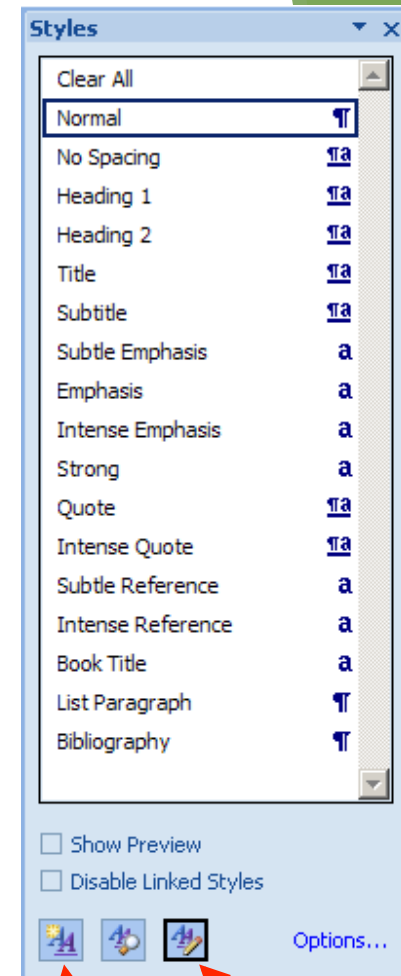 Styles
Clear All
Normal ¶
No Spacing ¶a
Heading 1 ¶a
Heading 2 ¶a
Title ¶a
Subtitle ¶a
Subtle Emphasis a
Emphasis a
Intense Emphasis a
Strong a
Quote ¶a
Intense Quote ¶a
Subtle Reference a
Intense Reference a
Book Title a
List Paragraph ¶
Bibliography ¶
Show Preview
Disable Linked Styles
Options...